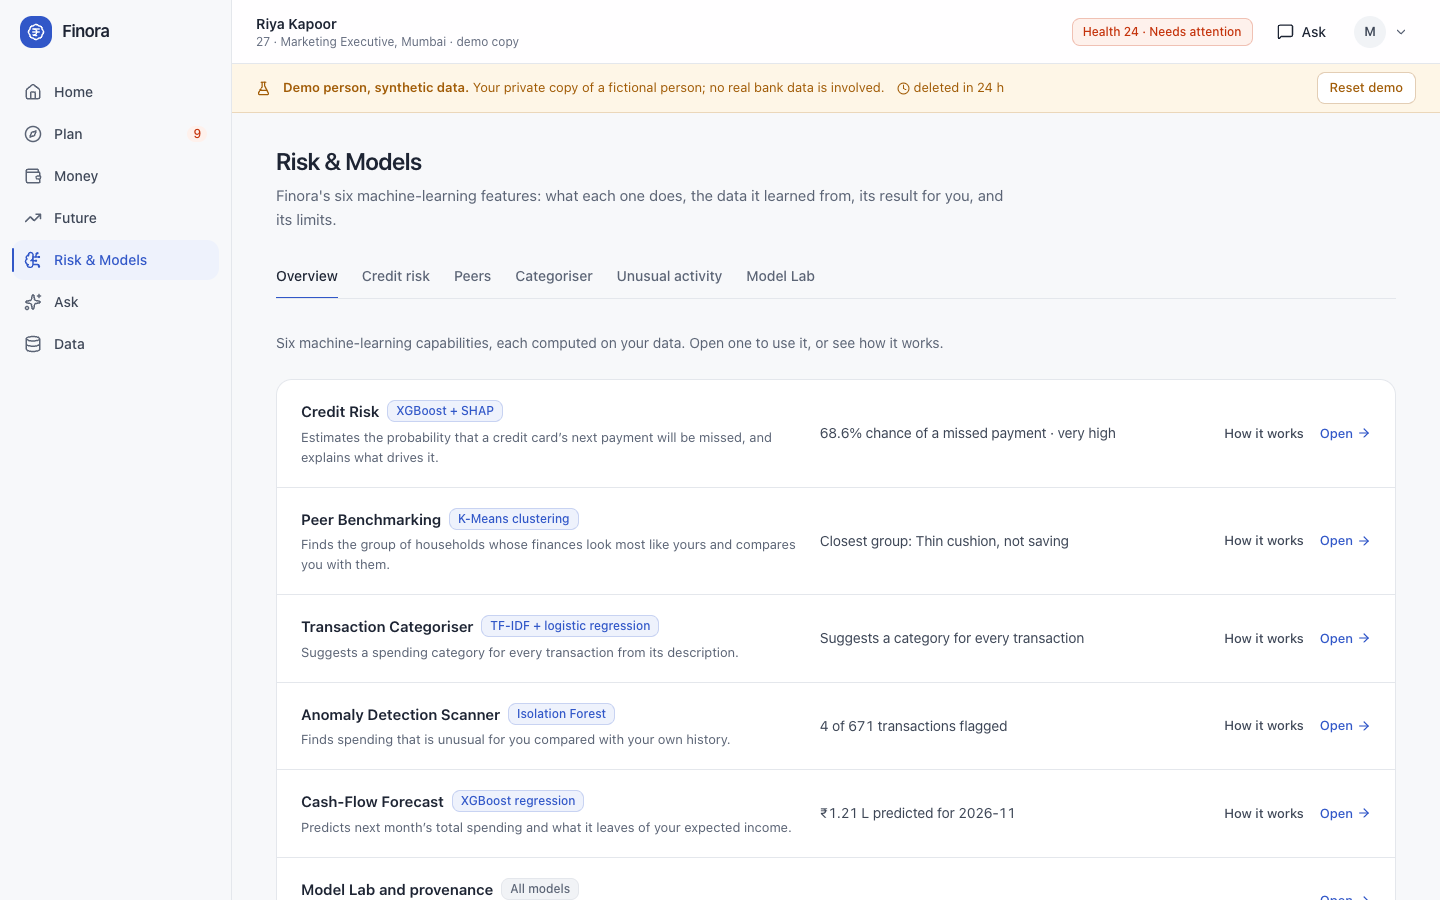 Finora
Home
Plan 9
Money
Future
Risk & Models
Ask
Data
Riya Kapoor
27 · Marketing Executive, Mumbai · demo copy
Health 24 · Needs attention
Ask
M
Demo person, synthetic data. Your private copy of a fictional person; no real bank data is involved. deleted in 24 h
Reset demo
Risk & Models
Finora's six machine-learning features: what each one does, the data it learned from, its result for you, and
its limits.
Overview Credit risk Peers Categoriser Unusual activity Model Lab
Six machine-learning capabilities, each computed on your data. Open one to use it, or see how it works.
Credit Risk XGBoost + SHAP
Estimates the probability that a credit card's next payment will be missed, and
explains what drives it.
68.6% chance of a missed payment · very high
How it works Open →
Peer Benchmarking K-Means clustering
Finds the group of households whose finances look most like yours and compares
you with them.
Closest group: Thin cushion, not saving
How it works Open →
Transaction Categoriser TF-IDF + logistic regression
Suggests a spending category for every transaction from its description.
Suggests a category for every transaction
How it works Open →
Anomaly Detection Scanner Isolation Forest
Finds spending that is unusual for you compared with your own history.
4 of 671 transactions flagged
How it works Open →
Cash-Flow Forecast XGBoost regression
Predicts next month's total spending and what it leaves of your expected income.
₹1.21 L predicted for 2026-11
How it works Open →
Model Lab and provenance All models